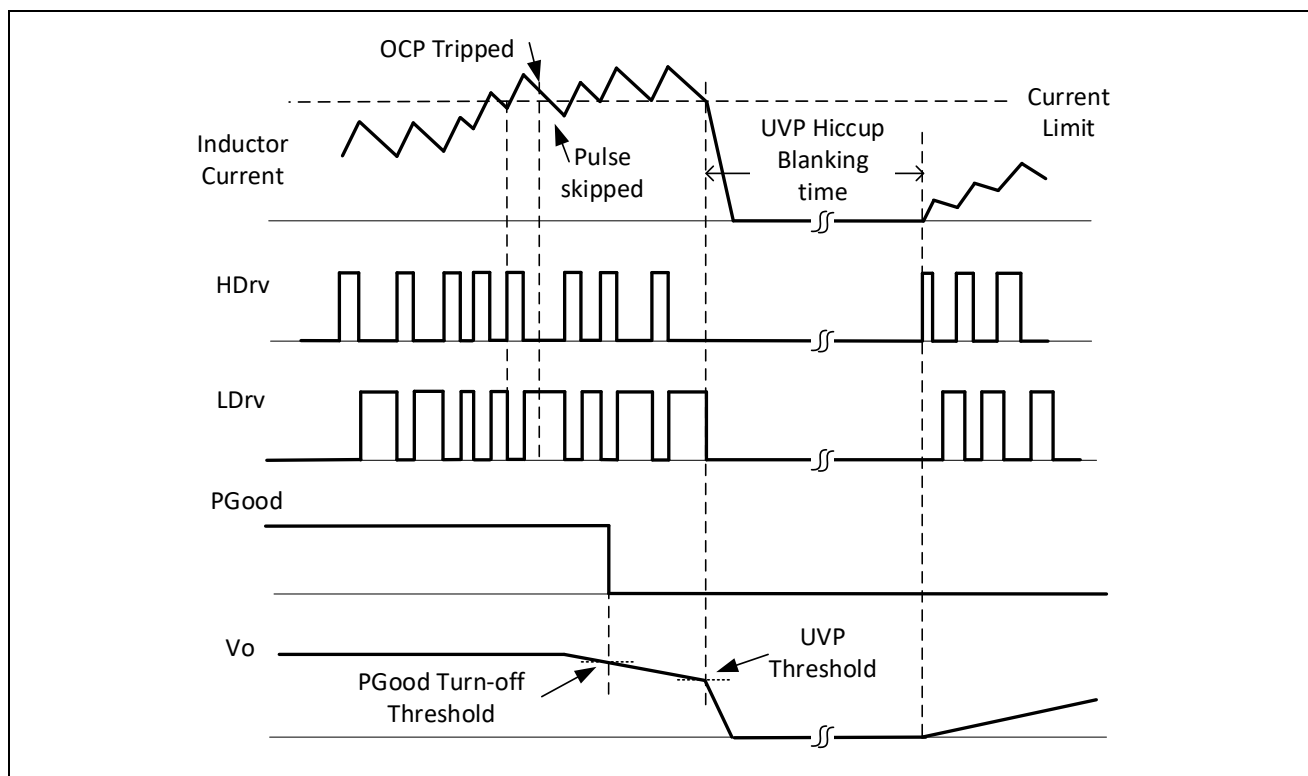 OCP Tripped
Current
Limit
UVP Hiccup
Blanking
time
Inductor
Current
Pulse
skipped
HDrv
LDrv
PGood
Vo
UVP
Threshold
PGood Turn-off
Threshold